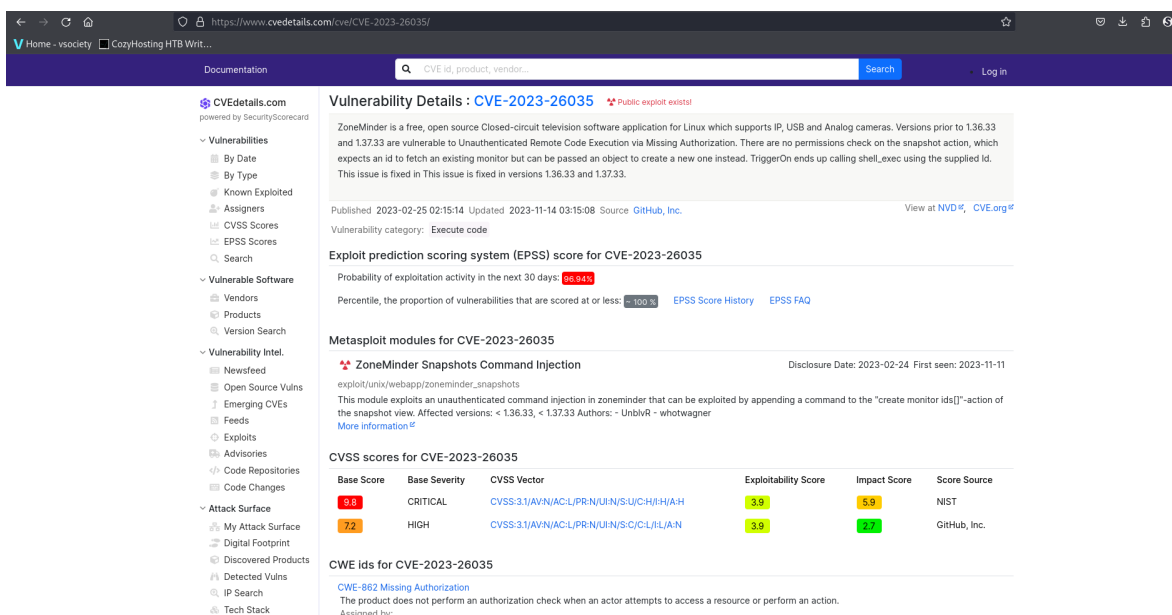 https://www.cvedetails.com/cve/CVE-2023-26035/
Home - vsociety CozyHosting HTB Writ...
Documentation
CVE id, product, vendor...
Search
Log in
CVEdetails.com
powered by SecurityScorecard
Vulnerabilities
By Date
By Type
Known Exploited
Assigners
CVSS Scores
EPSS Scores
Search
Vulnerable Software
Vendors
Products
Version Search
Vulnerability Intel.
Newsfeed
Open Source Vulns
Emerging CVEs
Feeds
Exploits
Advisories
Code Repositories
Code Changes
Attack Surface
My Attack Surface
Digital Footprint
Discovered Products
Detected Vulns
IP Search
Tech Stack
Vulnerability Details : CVE-2023-26035 Public exploit exists!
ZoneMinder is a free, open source Closed-circuit television software application for Linux which supports IP, USB and Analog cameras. Versions prior to 1.36.33
and 1.37.33 are vulnerable to Unauthenticated Remote Code Execution via Missing Authorization. There are no permissions check on the snapshot action, which
expects an id to fetch an existing monitor but can be passed an object to create a new one instead. TriggerOn ends up calling shell_exec using the supplied Id.
This issue is fixed in This issue is fixed in versions 1.36.33 and 1.37.33.
Published 2023-02-25 02:15:14 Updated 2023-11-14 03:15:08 Source GitHub, Inc.
View at NVD, CVE.org
Vulnerability category: Execute code
Exploit prediction scoring system (EPSS) score for CVE-2023-26035
Probability of exploitation activity in the next 30 days: 96.94%
Percentile, the proportion of vulnerabilities that are scored at or less: ~ 100 % EPSS Score History EPSS FAQ
Metasploit modules for CVE-2023-26035
ZoneMinder Snapshots Command Injection
Disclosure Date: 2023-02-24 First seen: 2023-11-11
exploit/unix/webapp/zoneminder_snapshots
This module exploits an unauthenticated command injection in zoneminder that can be exploited by appending a command to the "create monitor ids[]"-action of
the snapshot view. Affected versions: < 1.36.33, < 1.37.33 Authors: - UnblvR - whotwagner
More information
CVSS scores for CVE-2023-26035
Base Score Base Severity CVSS Vector Exploitability Score Impact Score Score Source
9.8 CRITICAL CVSS:3.1/AV:N/AC:L/PR:N/UI:N/S:U/C:H/I:H/A:H 3.9 5.9 NIST
7.2 HIGH CVSS:3.1/AV:N/AC:L/PR:N/UI:N/S:C/C:L/I:L/A:N 3.9 2.7 GitHub, Inc.
CWE ids for CVE-2023-26035
CWE-862 Missing Authorization
The product does not perform an authorization check when an actor attempts to access a resource or perform an action.
Assigned by: